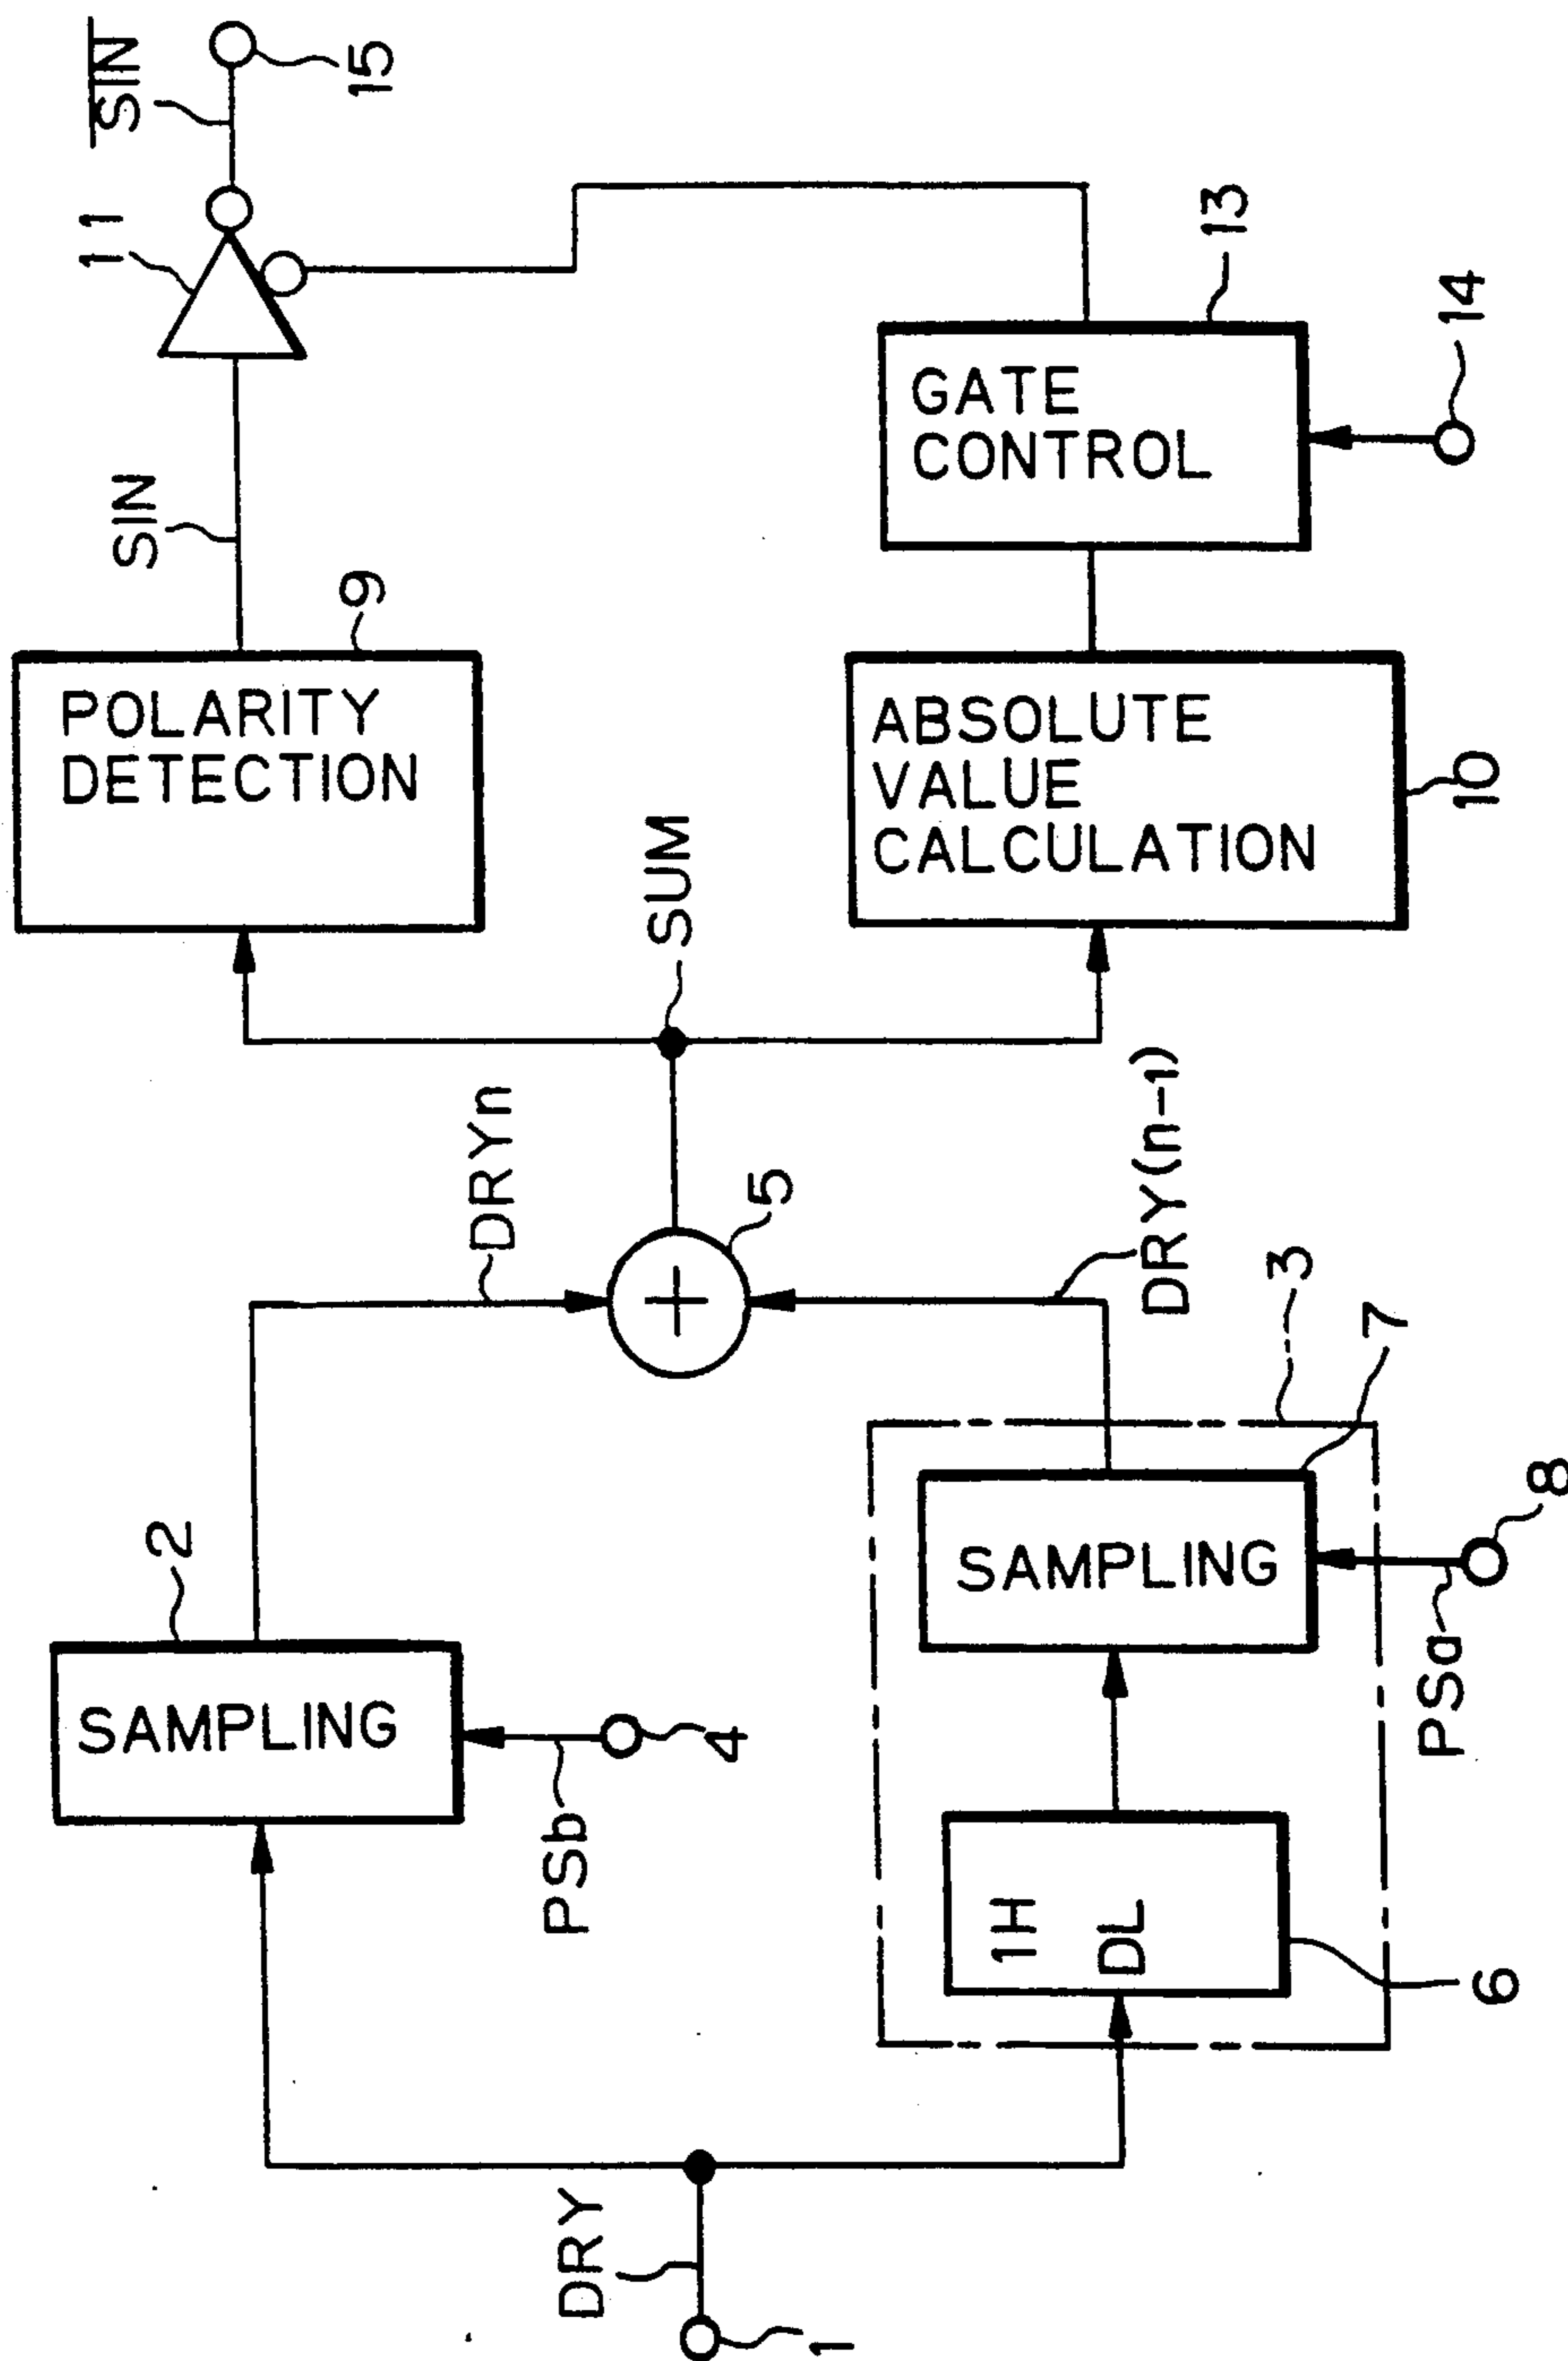 DRY
1
SAMPLING
2
PSb
4
1H
DL
6
SAMPLING
7
3
PSa
8
DRYn
5
DRY(n-1)
SUM
POLARITY
DETECTION
9
ABSOLUTE
VALUE
CALCULATION
10
SIN
GATE
CONTROL
13
14
11
SIN
15